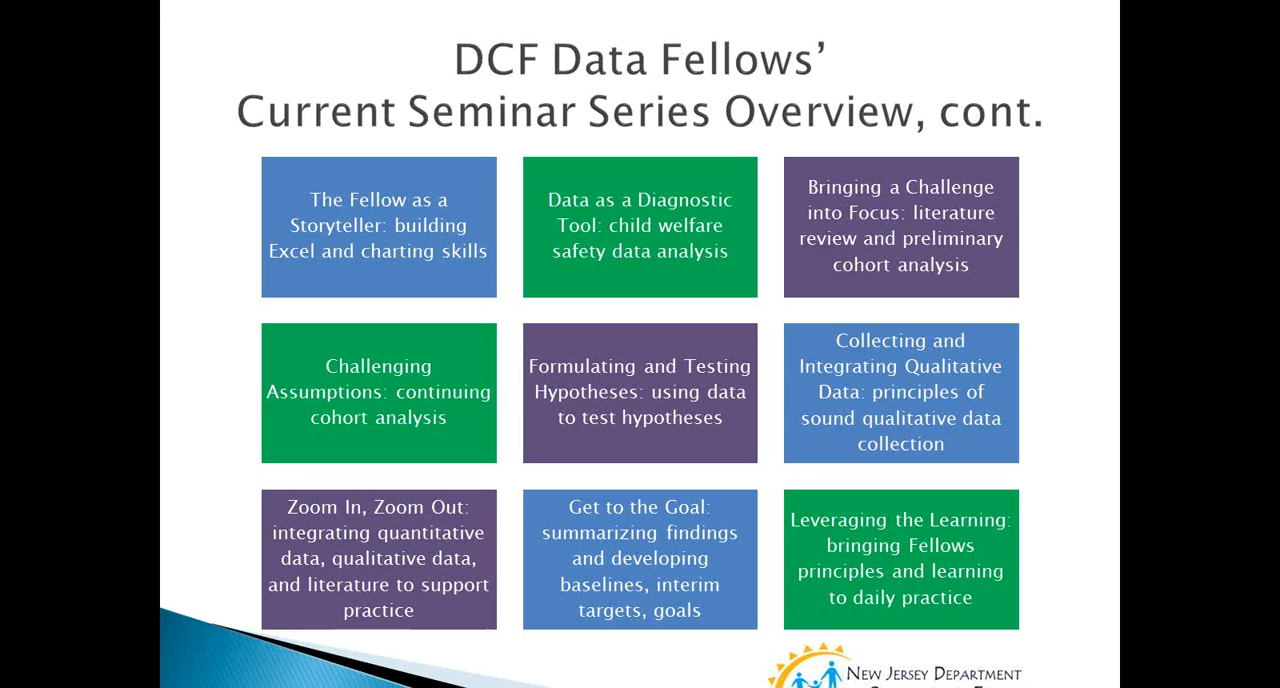 DCF Data Fellows’
Current Seminar Series Overview, cont.
The Fellow as a
Storyteller: building
Excel and charting skills
Data as a Diagnostic
Tool: child welfare
safety data analysis
Bringing a Challenge
into Focus: literature
review and preliminary
cohort analysis
Challenging
Assumptions: continuing
cohort analysis
Formulating and Testing
Hypotheses: using data
to test hypotheses
Collecting and
Integrating Qualitative
Data: principles of
sound qualitative data
collection
Zoom In, Zoom Out:
integrating quantitative
data, qualitative data,
and literature to support
practice
Get to the Goal:
summarizing findings
and developing
baselines, interim
targets, goals
Leveraging the Learning:
bringing Fellows
principles and learning
to daily practice
New Jersey Department